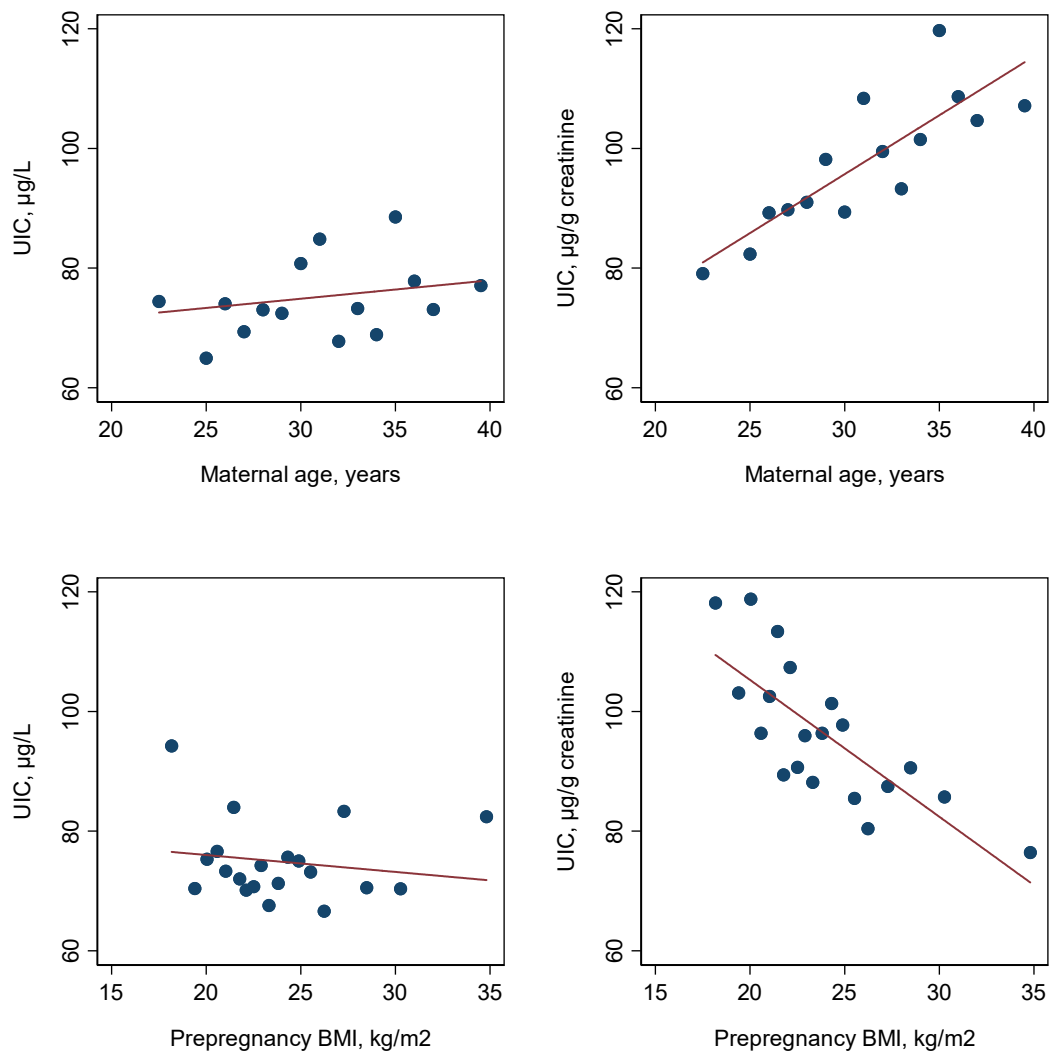 UIC, µg/L
120
100
80
60
20 25 30 35 40
Maternal age, years
UIC, µg/g creatinine
120
100
80
60
20 25 30 35 40
Maternal age, years
UIC, µg/L
120
100
80
60
15 20 25 30 35
Prepregnancy BMI, kg/m2
UIC, µg/g creatinine
120
100
80
60
15 20 25 30 35
Prepregnancy BMI, kg/m2